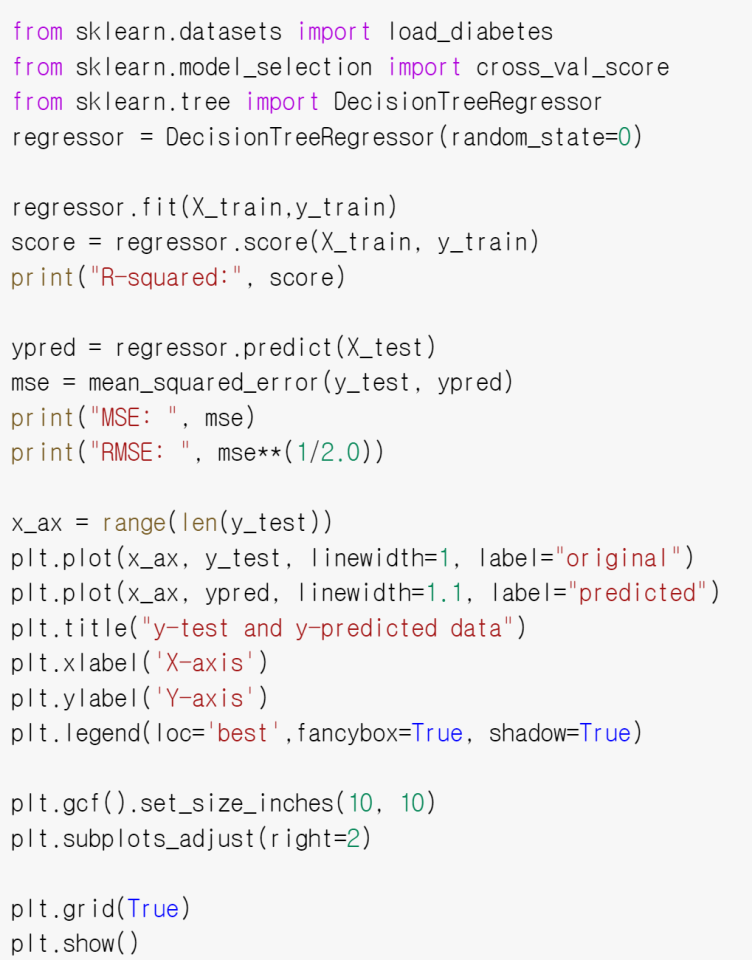 from sklearn.datasets import load_diabetes
from sklearn.model_selection import cross_val_score
from sklearn.tree import DecisionTreeRegressor
regressor = DecisionTreeRegressor(random_state=0)

regressor.fit(X_train,y_train)
score = regressor.score(X_train, y_train)
print("R-squared:", score)

ypred = regressor.predict(X_test)
mse = mean_squared_error(y_test, ypred)
print("MSE: ", mse)
print("RMSE: ", mse**(1/2.0))

x_ax = range(len(y_test))
plt.plot(x_ax, y_test, linewidth=1, label="original")
plt.plot(x_ax, ypred, linewidth=1.1, label="predicted")
plt.title("y-test and y-predicted data")
plt.xlabel('X-axis')
plt.ylabel('Y-axis')
plt.legend(loc='best',fancybox=True, shadow=True)

plt.gcf().set_size_inches(10, 10)
plt.subplots_adjust(right=2)

plt.grid(True)
plt.show()